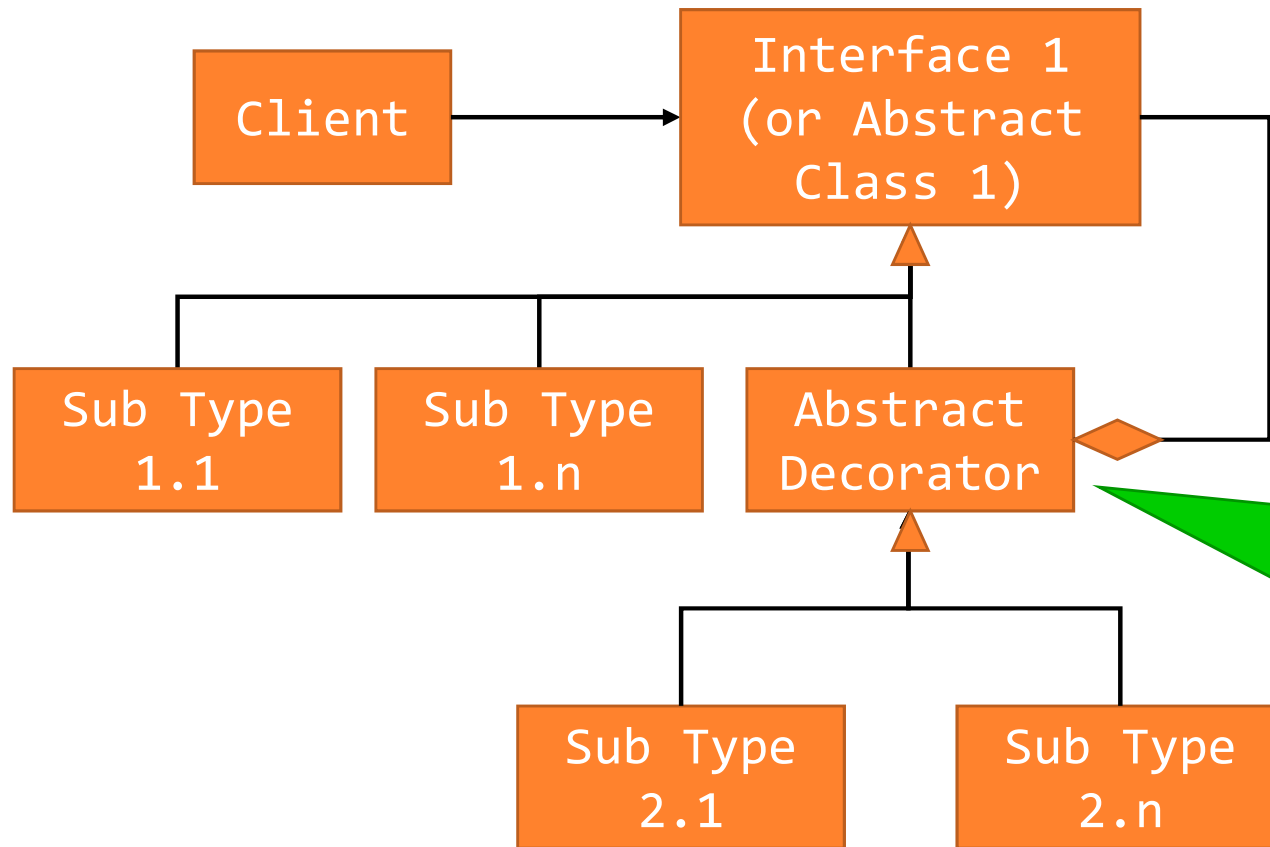 Client
Interface 1
(or Abstract
Class 1)
Sub Type
1.1
Sub Type
1.n
Abstract
Decorator
Sub Type
2.1
Sub Type
2.n